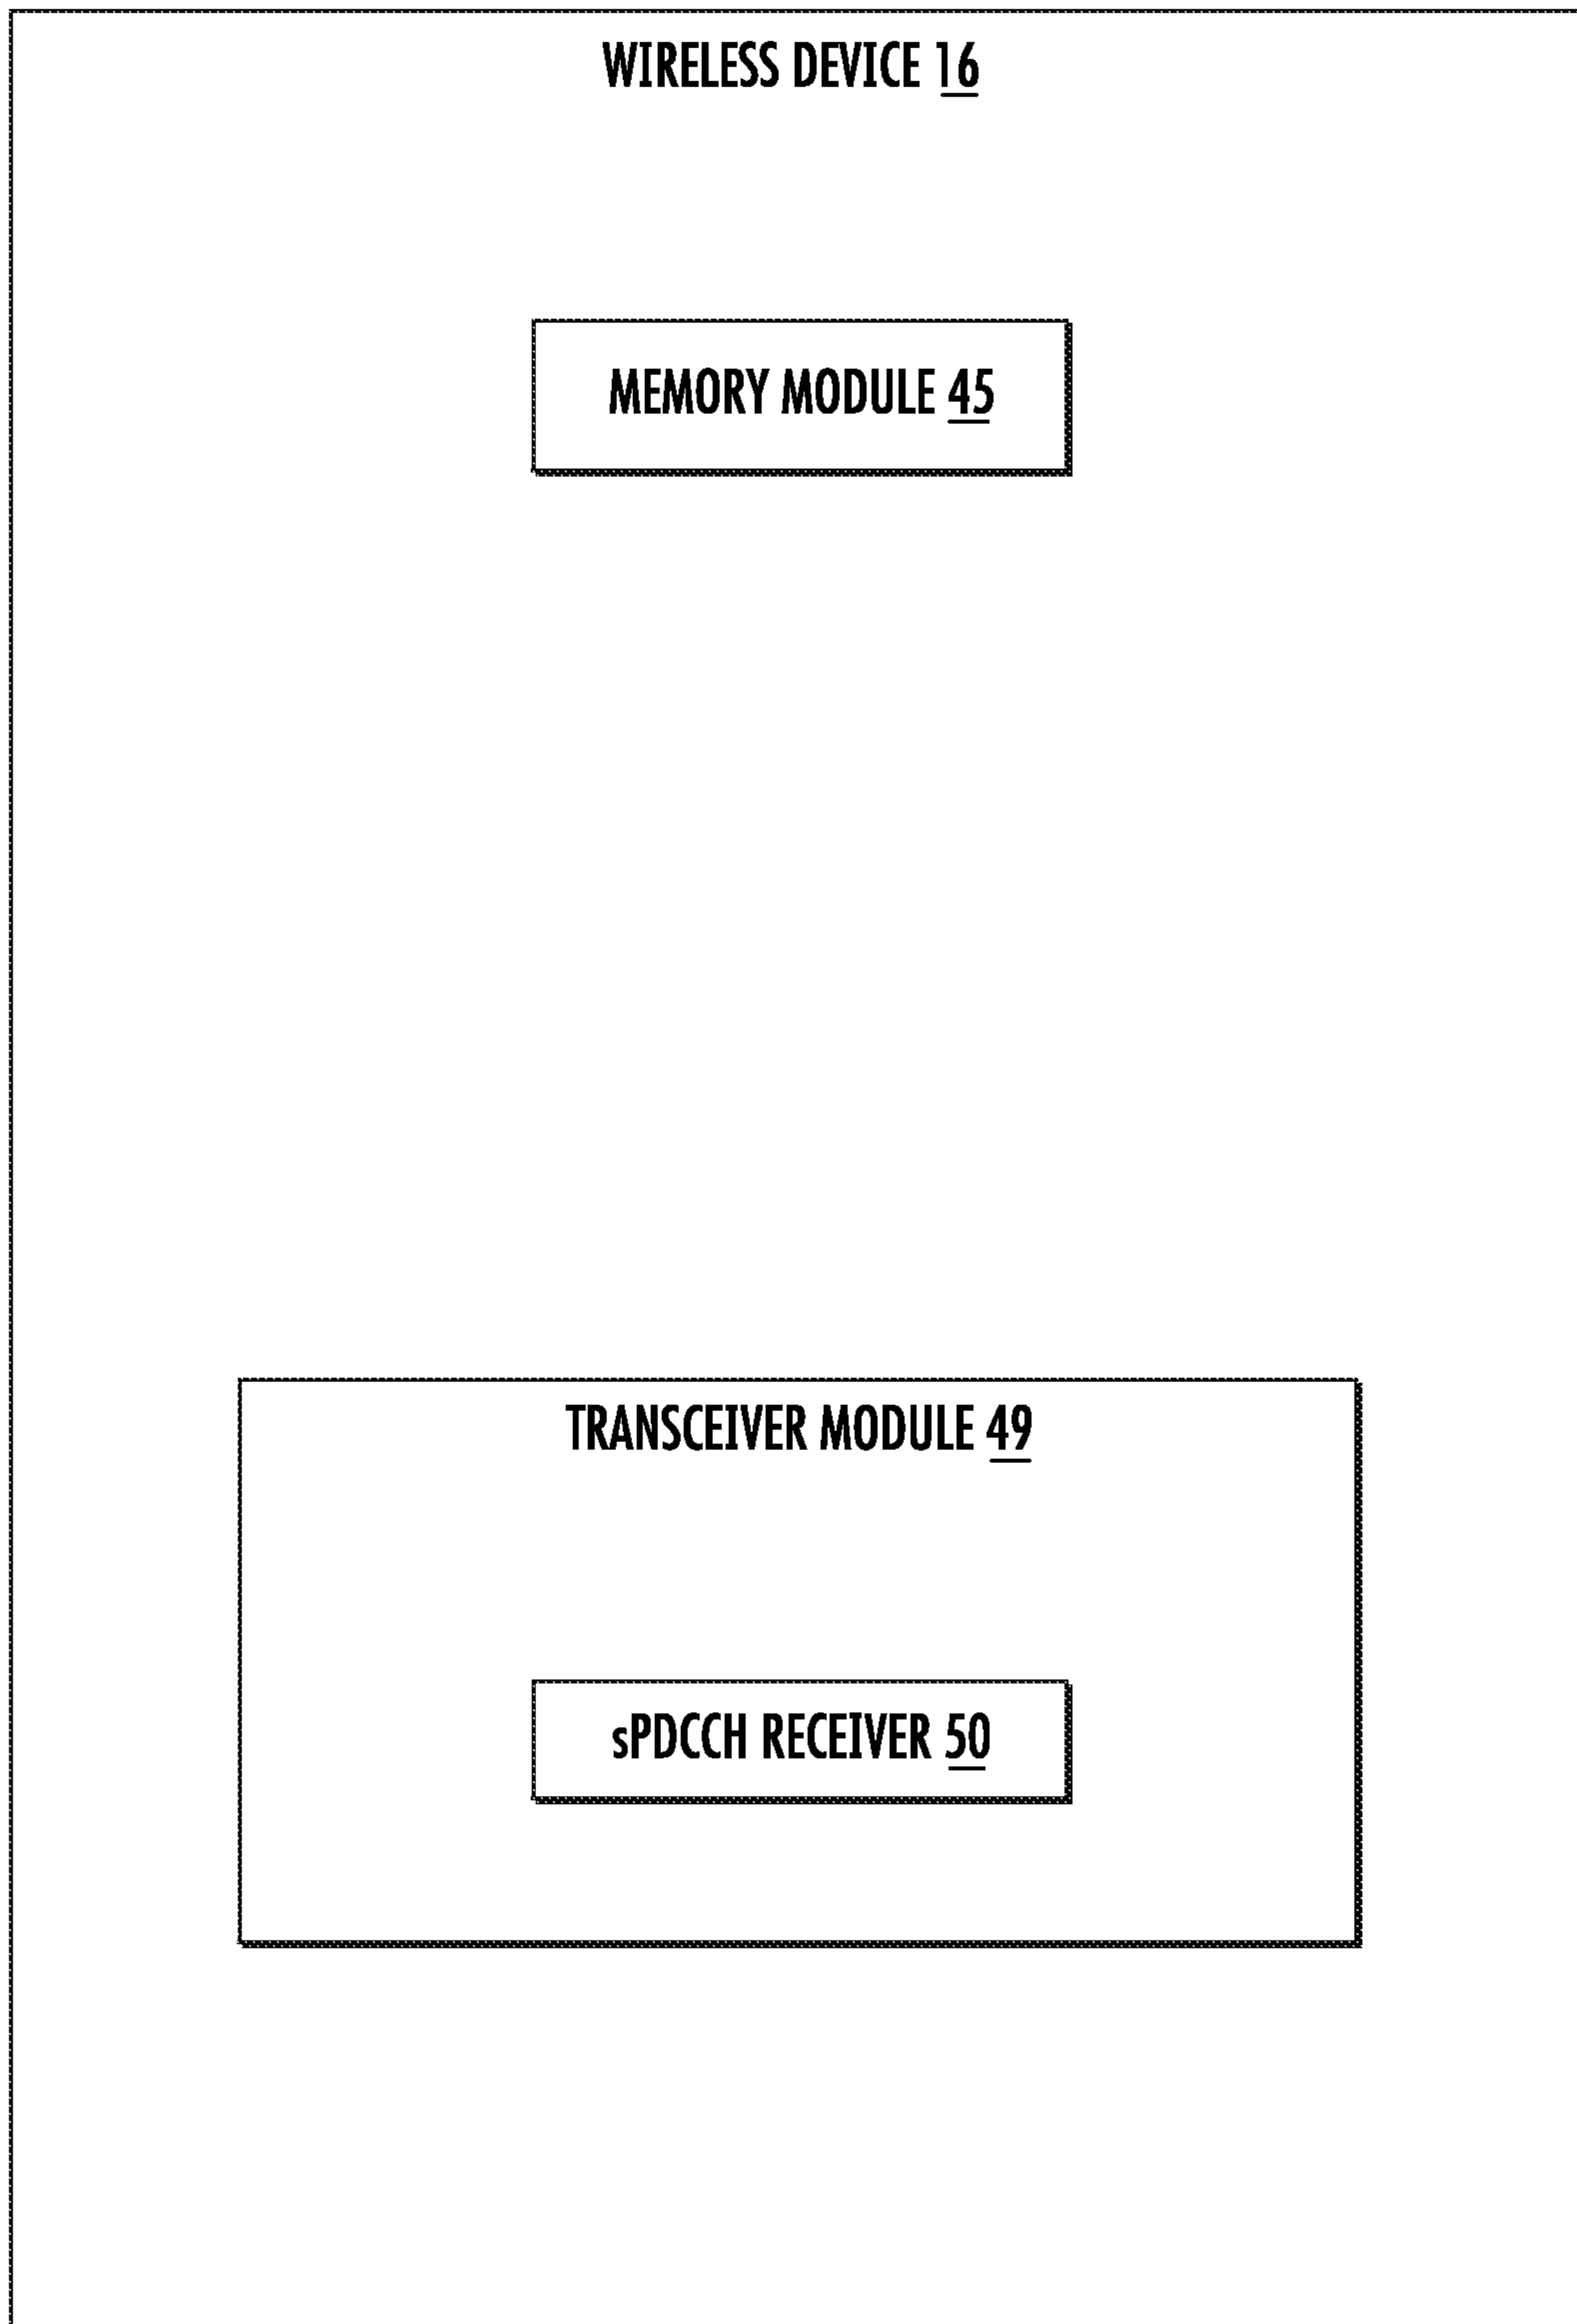 WIRELESS DEVICE 16
MEMORY MODULE 45
TRANSCEIVER MODULE 49
sPDCCH RECEIVER 50